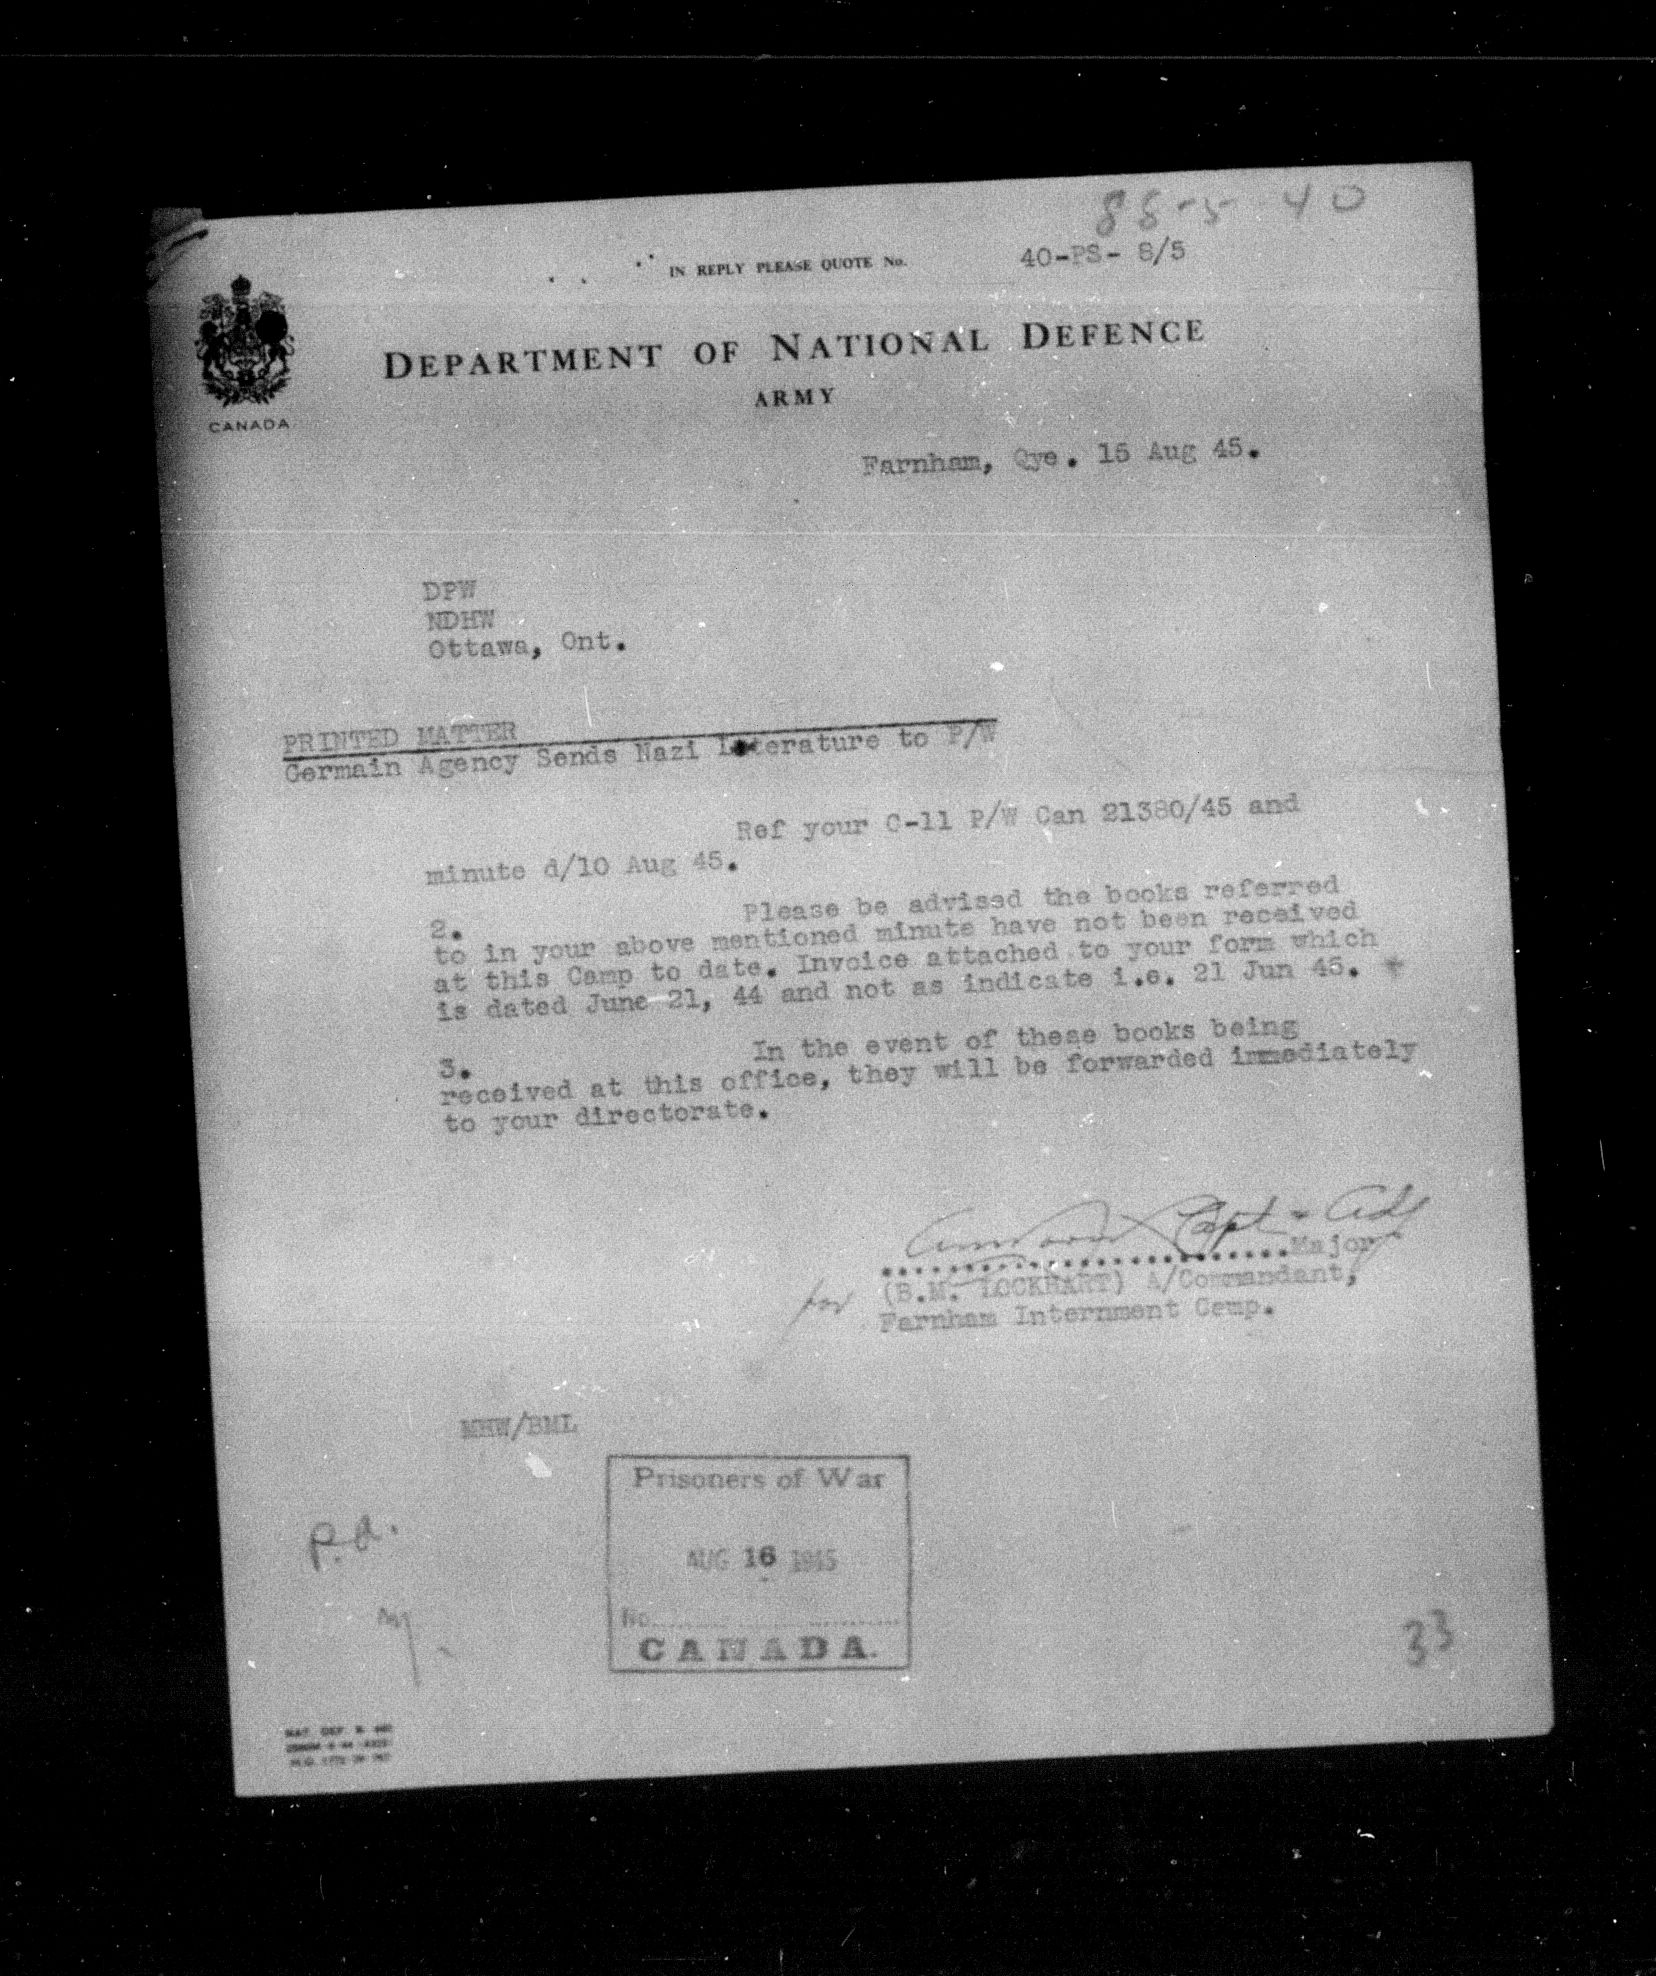 88-5 40
IN REPLY PLEASE QUOTE No. 40-PS- 8/5
DEPARTMENT OF NATIONAL DEFENCE
ARMY
CANADA
Farnham, Qye. 15 Aug 45.
DPW
NDHW
Ottawa, Ont.
PRINTED MATTER
Germain Agency Sends Nazi Literature to P/W
Ref your C-11 P/W Can 21380/45 and
minute d/10 Aug 45.
2. Please be advised the books referred
to in your above mentioned minute have not been received
at this Camp to date. Invoice attached to your form which
is dated June 21, 44 and not as indicate i.e. 21 Jun 45.
3. In the event of these books being
received at this office, they will be forwarded immediately
to your directorate.
Capt - Adj
Major
for (B.M. LOCKHART) A/Commandant,
Farnham Internment Camp.
MHW/BML
Prisoners of War
AUG 16 1945
No.
CANADA.
P.A.
33
NAT. DEF. B.
H.Q. 1772